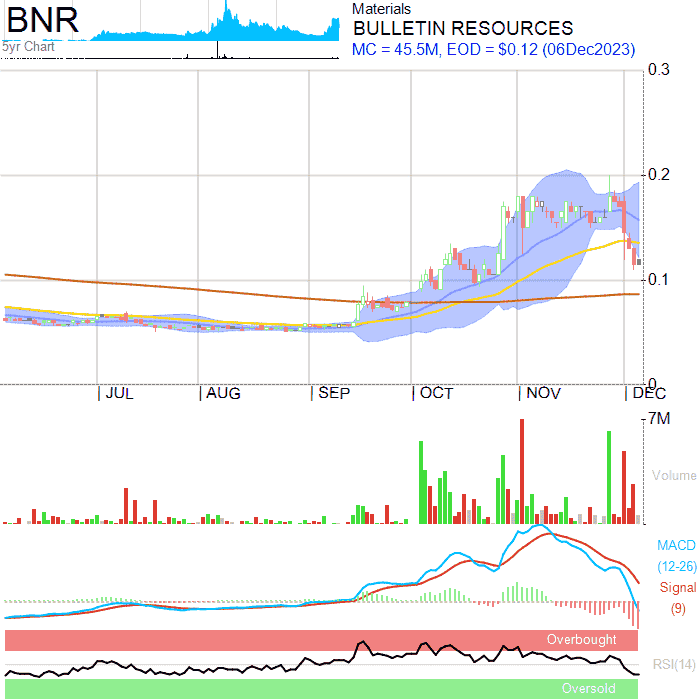 BNR
5yr Chart
Materials
BULLETIN RESOURCES
MC = 45.5M, EOD = $0.12 (06Dec2023)
0.3
0.2
0.1
0
JUL AUG SEP OCT NOV DEC
7M
Volume
MACD
(12-26)
Signal
(9)
Overbought
RSI(14)
Oversold